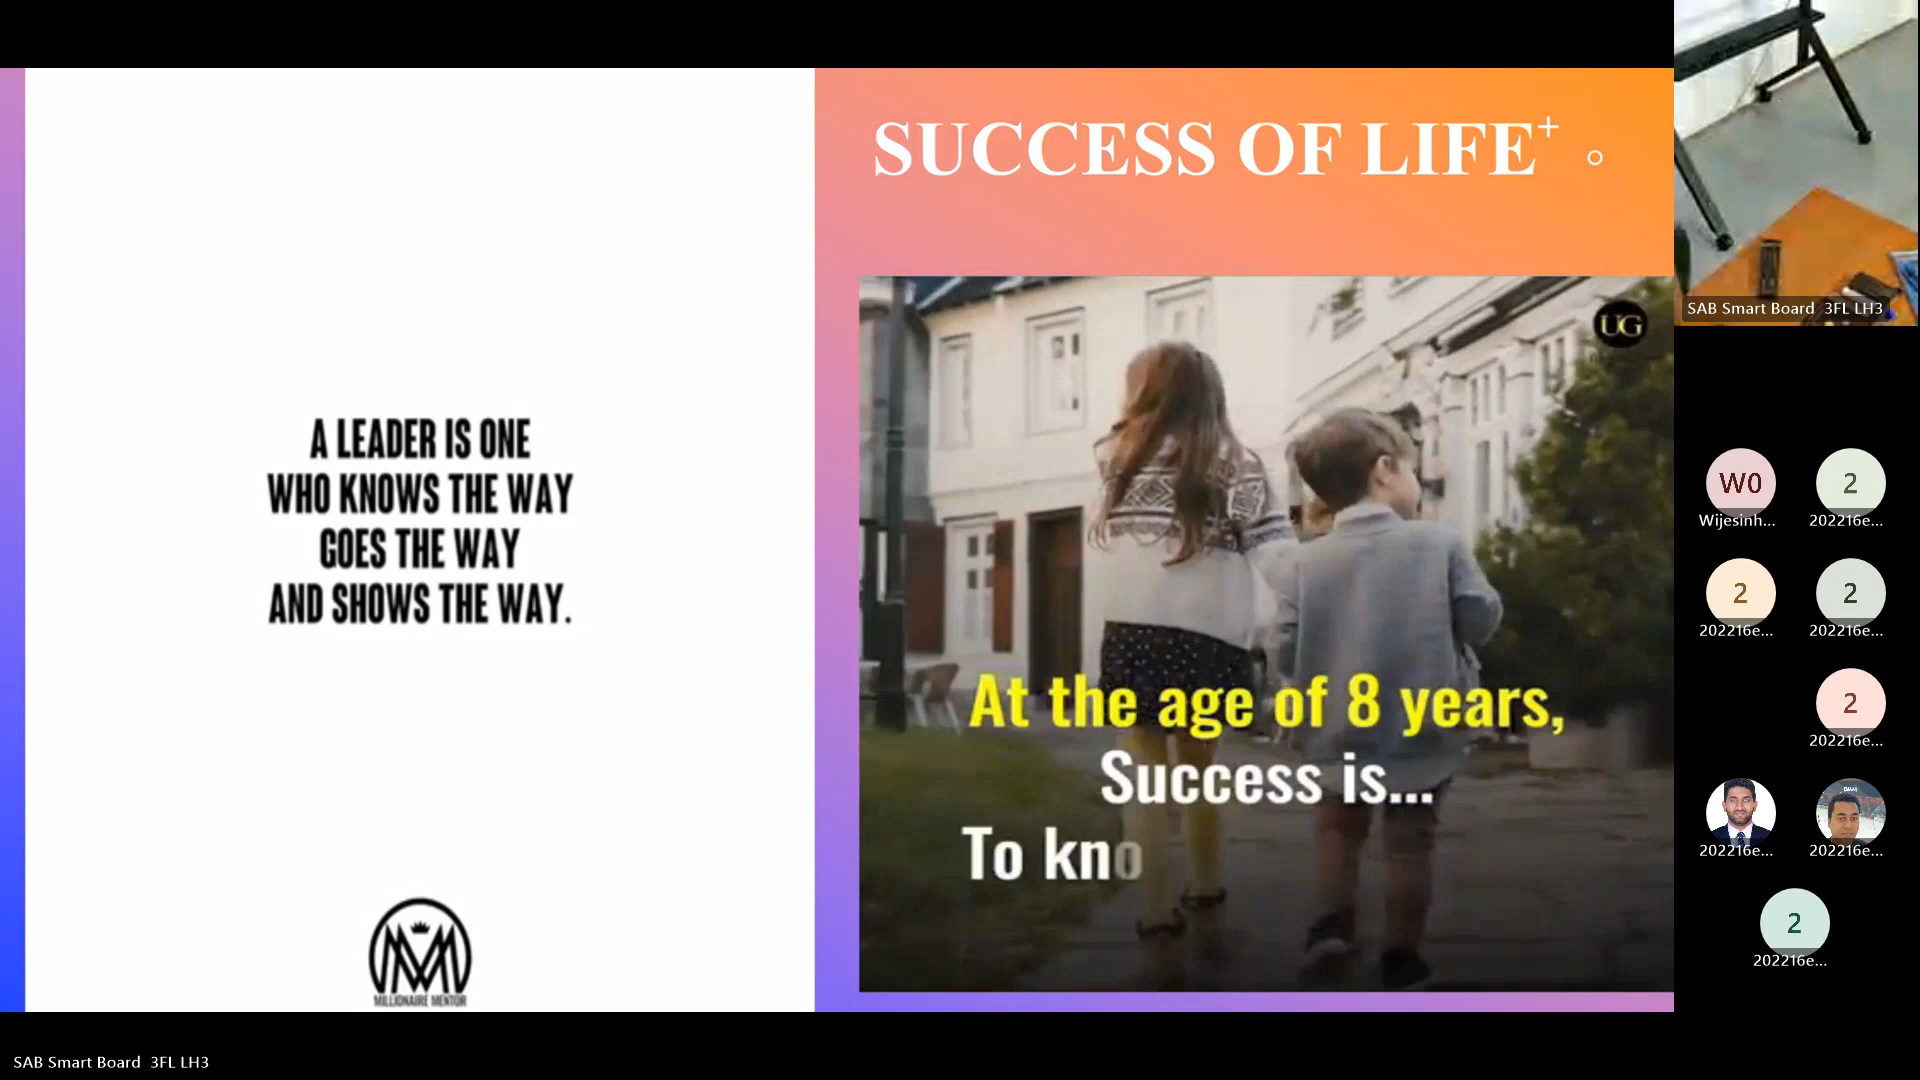 A LEADER IS ONE
WHO KNOWS THE WAY
GOES THE WAY
AND SHOWS THE WAY.
MILLIONAIRE MENTOR
SUCCESS OF LIFE
UG
At the age of 8 years,
Success is...
To kno
SAB Smart Board 3FL LH3
W0
Wijesinh...
2
202216e...
2
202216e...
2
202216e...
2
202216e...
202216e...
202216e...
2
202216e...
SAB Smart Board 3FL LH3